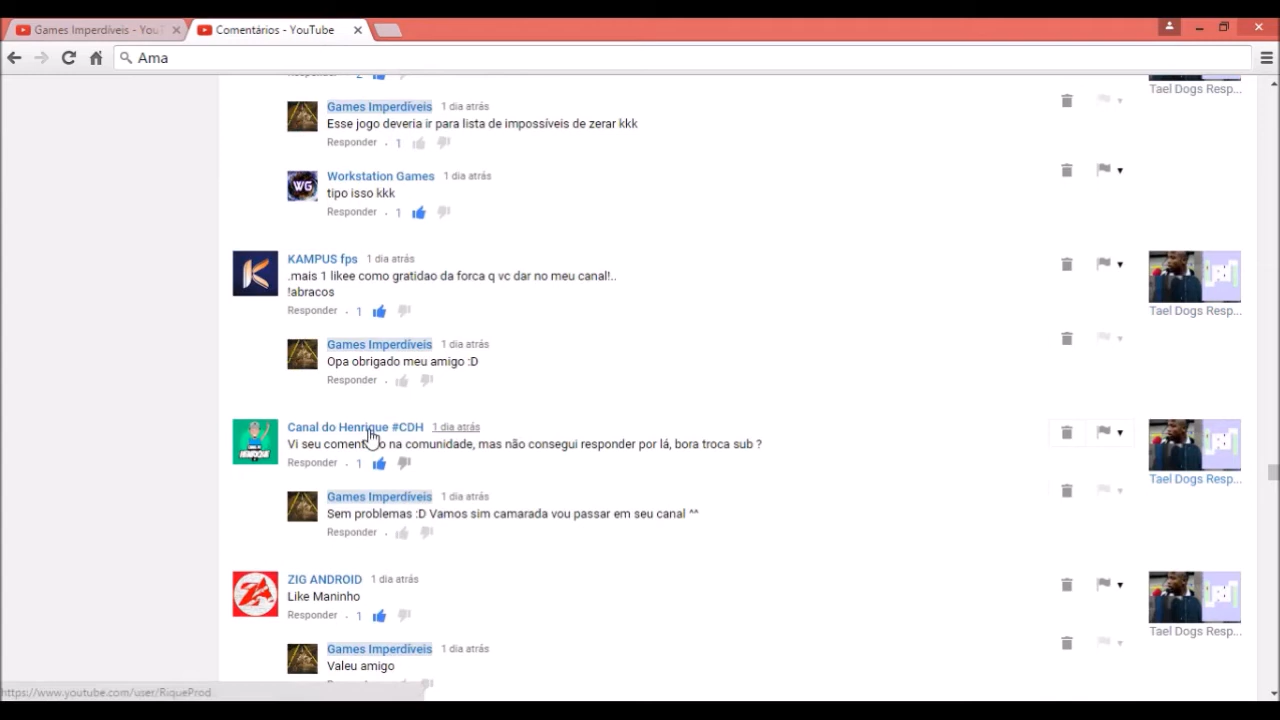 Games Imperdíveis - You
Comentários - YouTube
Ama
Responder 2
Tael Dogs Resp...
Games Imperdíveis 1 dia atrás
Esse jogo deveria ir para lista de impossíveis de zerar kkk
Responder . 1
Workstation Games 1 dia atrás
WG
tipo isso kkk
Responder . 1
KAMPUS fps 1 dia atrás
K
.mais 1 likee como gratidao da forca q vc dar no meu canal!..
!abracos
Responder . 1
Tael Dogs Resp...
Games Imperdíveis 1 dia atrás
Opa obrigado meu amigo :D
Responder .
Canal do Henrique #CDH 1 dia atrás
HENRIQUE
Vi seu comentário na comunidade, mas não consegui responder por lá, bora troca sub ?
Responder . 1
Tael Dogs Resp...
Games Imperdíveis 1 dia atrás
Sem problemas :D Vamos sim camarada vou passar em seu canal ^^
Responder .
ZIG ANDROID 1 dia atrás
Like Maninho
Responder . 1
Tael Dogs Resp...
Games Imperdíveis 1 dia atrás
Valeu amigo
https://www.youtube.com/user/RiqueProd